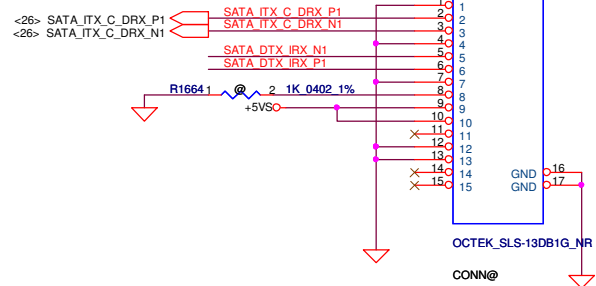 <26> SATA_ITX_C_DRX_P1 SATA_ITX_C_DRX_P1 2 2
<26> SATA_ITX_C_DRX_N1 SATA_ITX_C_DRX_N1 3 3
1 1
4 4
SATA_DTX_IRX_N1 5 5
SATA_DTX_IRX_P1 6 6
7 7
R1664 1 @ 2 1K_0402_1% 8 8
+5VS 9 9
10 10
11 11
12 12
13 13
14 14 GND 16
15 15 GND 17
OCTEK_SLS-13DB1G_NR
CONN@